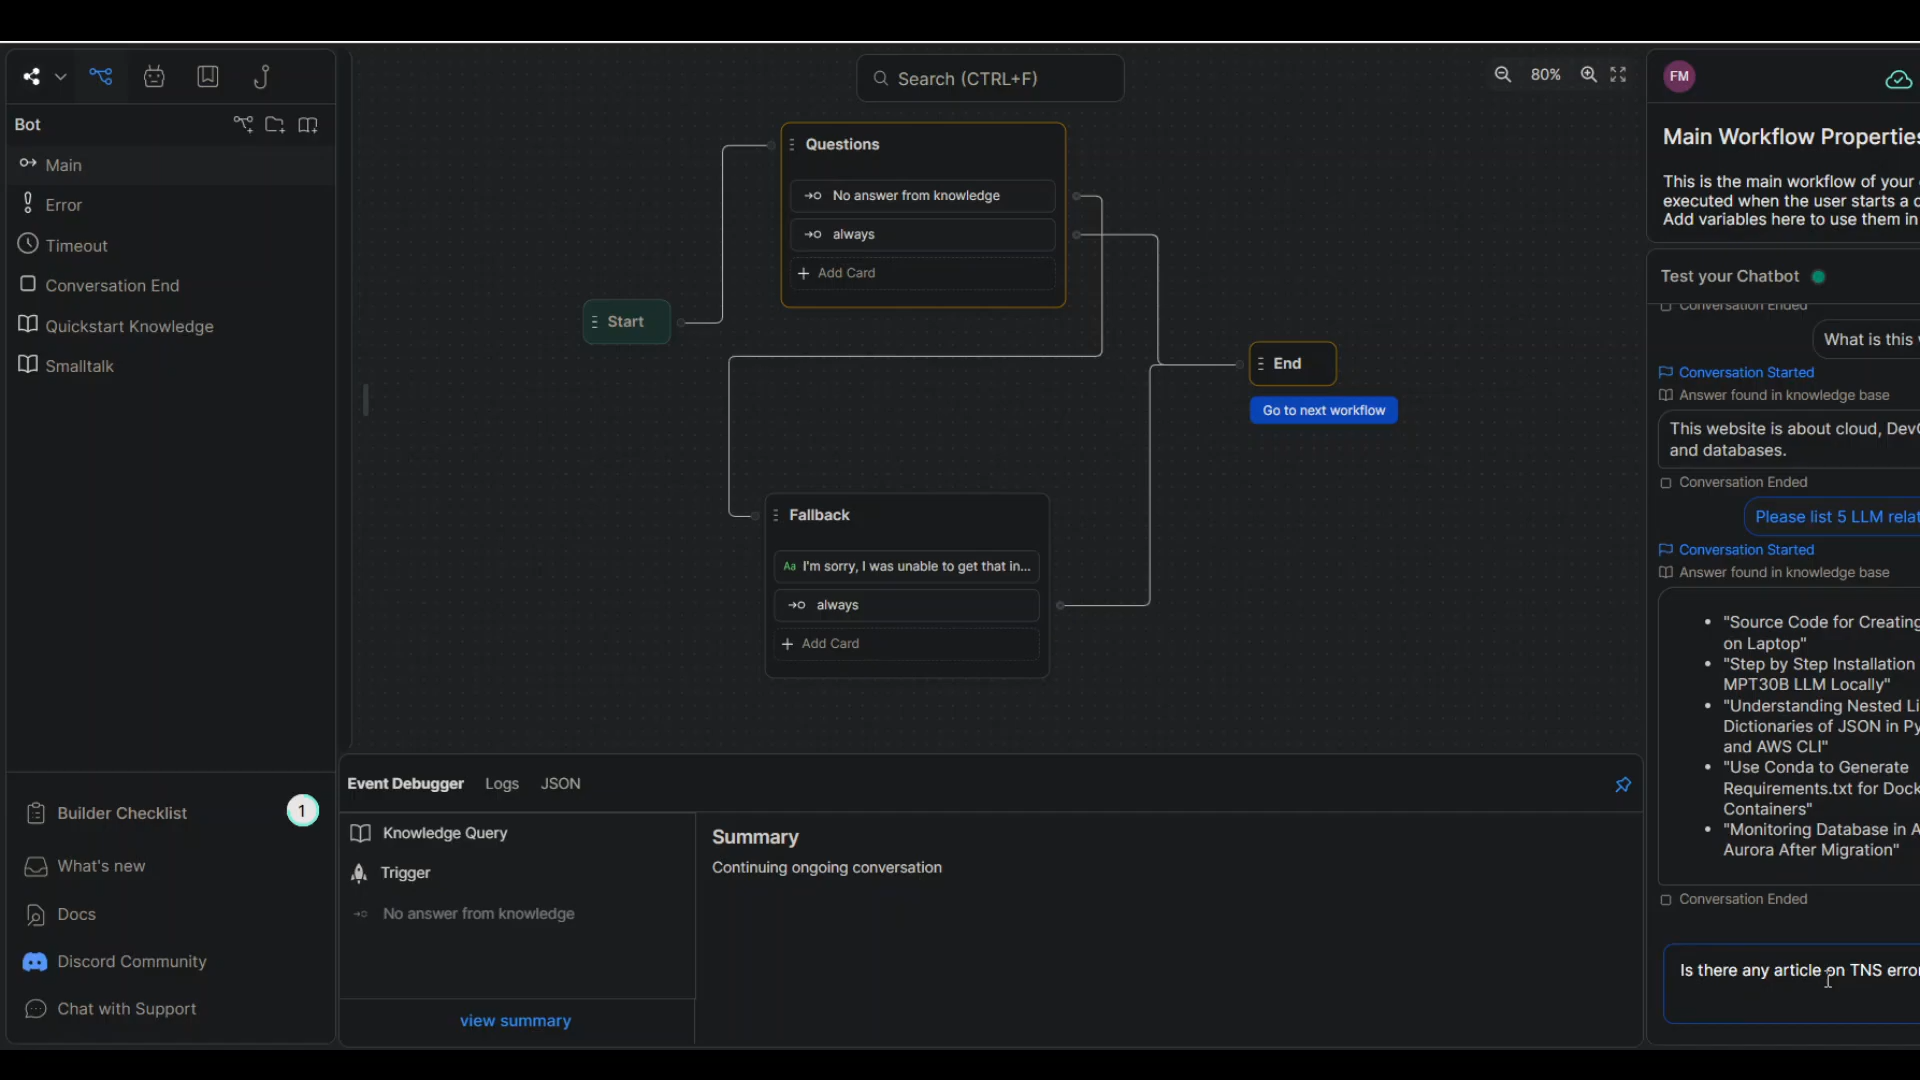 Bot
Main
Error
Timeout
Conversation End
Quickstart Knowledge
Smalltalk
Builder Checklist
1
What's new
Docs
Discord Community
Chat with Support
Search (CTRL+F)
80%
Questions
No answer from knowledge
always
Add Card
Start
End
Go to next workflow
Fallback
Aa I'm sorry, I was unable to get that in...
always
Add Card
Event Debugger Logs JSON
Knowledge Query
Trigger
No answer from knowledge
view summary
Summary
Continuing ongoing conversation
FM
Main Workflow Properties
This is the main workflow of your
executed when the user starts a
Add variables here to use them in
Test your Chatbot
Conversation Ended
What is this
Conversation Started
Answer found in knowledge base
This website is about cloud,
and databases.
Conversation Ended
Please list 5 LLM
Conversation Started
Answer found in knowledge base
• "Source Code for Creating
on Laptop"
• "Step by Step Installation
MPT30B LLM Locally"
• "Understanding Nested
Dictionaries of JSON in
and AWS CLI"
• "Use Conda to Generate
Requirements.txt for
Containers"
• "Monitoring Database in
Aurora After Migration"
Conversation Ended
Is there any article on TNS